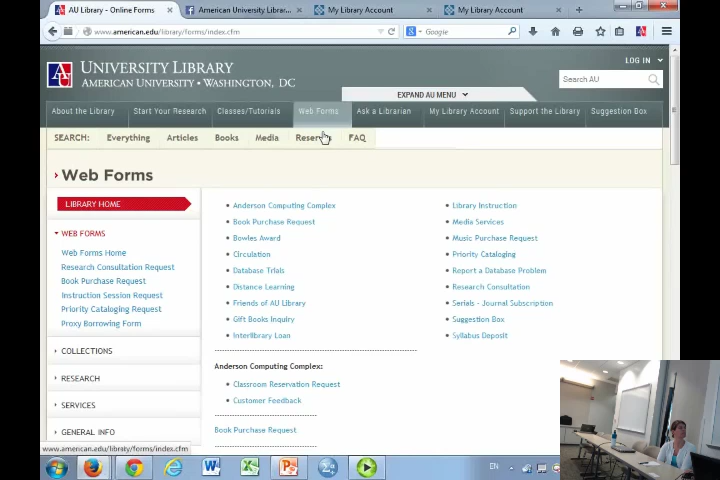 AU Library - Online Forms
American University Librar...
My Library Account
My Library Account
www.american.edu/library/forms/index.cfm
Google
LOG IN
AU
UNIVERSITY LIBRARY
AMERICAN UNIVERSITY • WASHINGTON, DC
Search AU
EXPAND AU MENU
About the Library
Start Your Research
Classes/Tutorials
Web Forms
Ask a Librarian
My Library Account
Support the Library
Suggestion Box
SEARCH: Everything Articles Books Media Reserves FAQ
Web Forms
LIBRARY HOME
WEB FORMS
Web Forms Home
Research Consultation Request
Book Purchase Request
Instruction Session Request
Priority Cataloging Request
Proxy Borrowing Form
COLLECTIONS
RESEARCH
SERVICES
GENERAL INFO
Anderson Computing Complex
Book Purchase Request
Bowles Award
Circulation
Database Trials
Distance Learning
Friends of AU Library
Gift Books Inquiry
Interlibrary Loan
Library Instruction
Media Services
Music Purchase Request
Priority Cataloging
Report a Database Problem
Research Consultation
Serials - Journal Subscription
Suggestion Box
Syllabus Deposit
Anderson Computing Complex:
Classroom Reservation Request
Customer Feedback
Book Purchase Request
www.american.edu/library/forms/index.cfm
EN